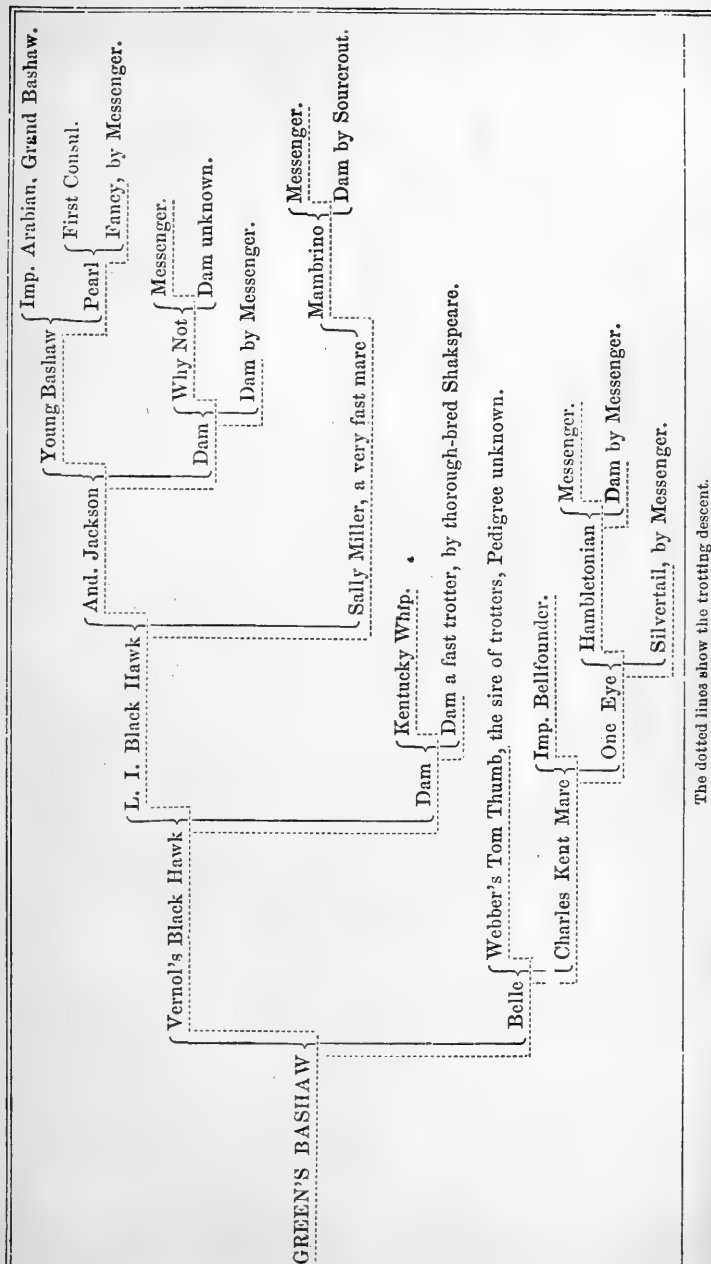 GREEN'S BASHAW
Vernol's Black Hawk
L. I. Black Hawk
And. Jackson
Young Bashaw
Imp. Arabian, Grand Bashaw.
Pearl
First Consul.
Fancy, by Messenger.
Dam
Why Not
Messenger.
Dam unknown.
Dam by Messenger.
Sally Miller, a very fast mare
Mambrino
Messenger.
Dam by Sourcrout.
Dam
Kentucky Whip.
Dam a fast trotter, by thorough-bred Shakspeare.
Belle
Webber's Tom Thumb, the sire of trotters, Pedigree unknown.
Charles Kent Mare
Imp. Bellfounder.
One Eye
Hambletonian
Messenger.
Dam by Messenger.
Silvertail, by Messenger.
The dotted lines show the trotting descent.